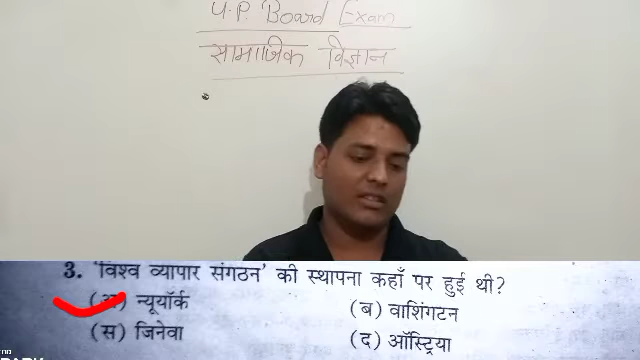 U.P. Board Exam
सामाजिक विज्ञान
3. 'विश्व व्यापार संगठन' की स्थापना कहाँ पर हुई थी?
(अ) न्यूयॉर्क (ब) वाशिंगटन
(स) जिनेवा (द) ऑस्ट्रिया